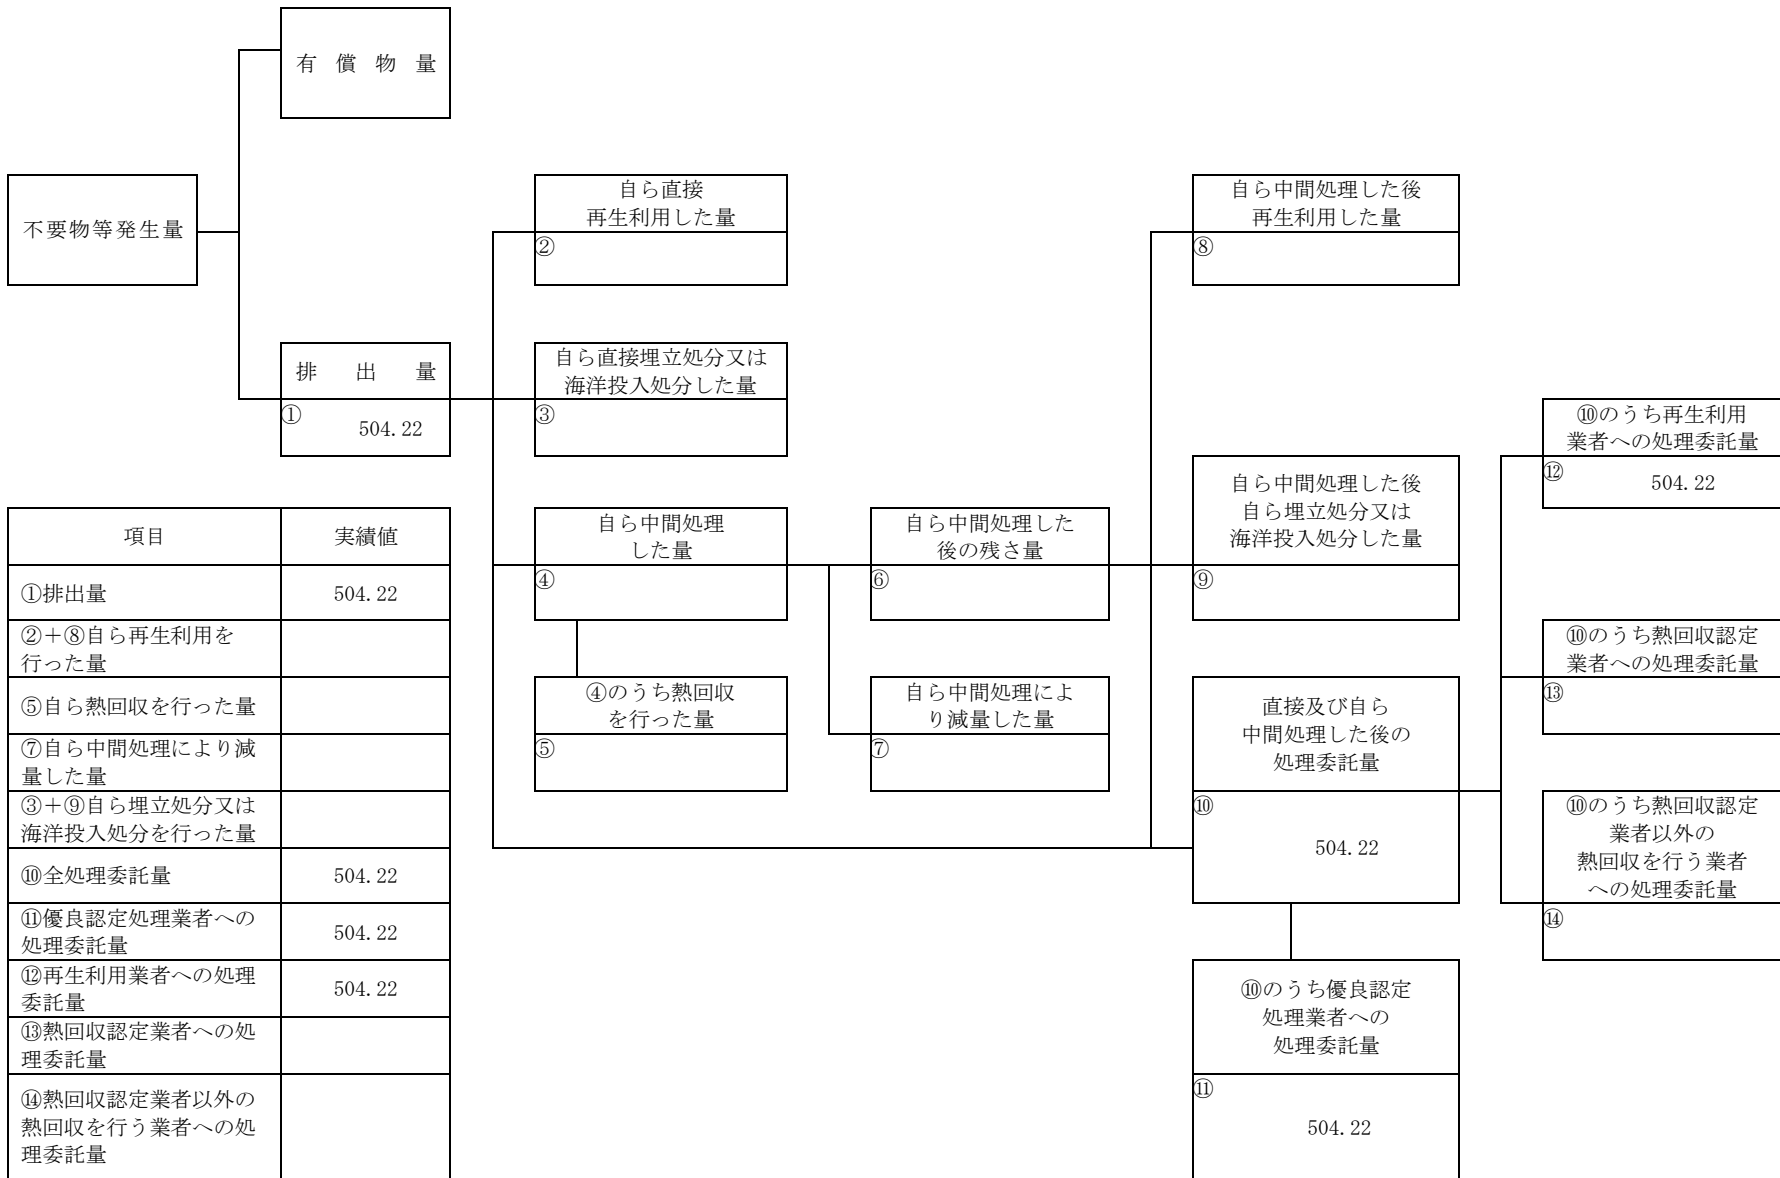 有償物量
不要物等発生量
排出量
①
504.22
自ら直接
再生利用した量
②
自ら直接埋立処分又は
海洋投入処分した量
③
自ら中間処理
した量
④
④のうち熱回収
を行った量
⑤
自ら中間処理した
後の残さ量
⑥
自ら中間処理によ
り減量した量
⑦
自ら中間処理した後
再生利用した量
⑧
自ら中間処理した後
自ら埋立処分又は
海洋投入処分した量
⑨
直接及び自ら
中間処理した後の
処理委託量
⑩
504.22
⑩のうち優良認定
処理業者への
処理委託量
⑪
504.22
⑩のうち再生利用
業者への処理委託量
⑫
504.22
⑩のうち熱回収認定
業者への処理委託量
⑬
⑩のうち熱回収認定
業者以外の
熱回収を行う業者
への処理委託量
⑭
項目 実績値
①排出量 504.22
②＋⑧自ら再生利用を
行った量
⑤自ら熱回収を行った量
⑦自ら中間処理により減
量した量
③＋⑨自ら埋立処分又は
海洋投入処分を行った量
⑩全処理委託量 504.22
⑪優良認定処理業者への
処理委託量 504.22
⑫再生利用業者への処理
委託量 504.22
⑬熱回収認定業者への処
理委託量
⑭熱回収認定業者以外の
熱回収を行う業者への処
理委託量